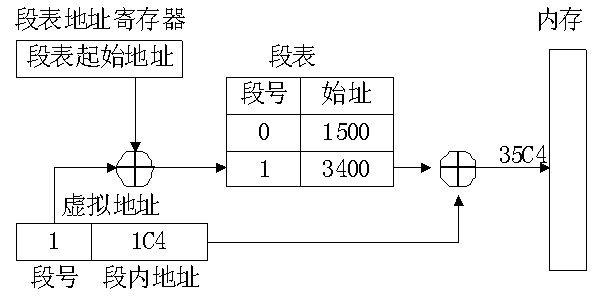 段表地址寄存器
段表起始地址
段表
段号 始址
0 1500
1 3400
内存
35C4
虚拟地址
1 1C4
段号 段内地址